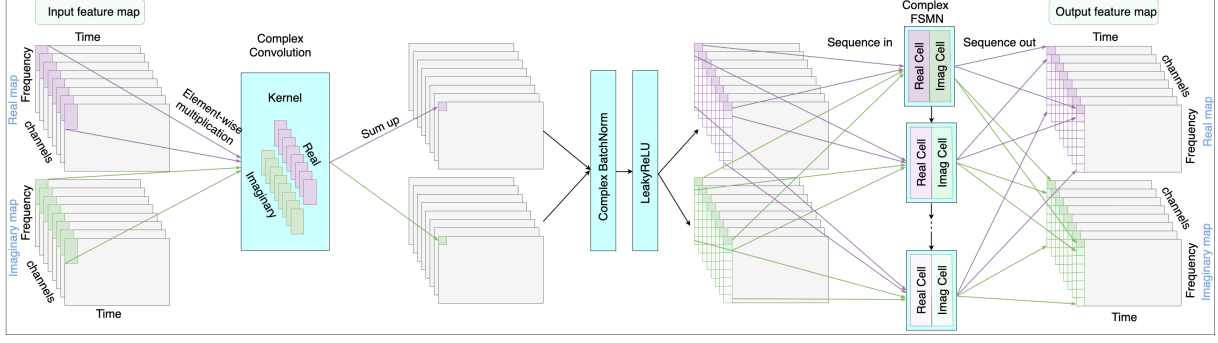 Input feature map
Time
Frequency
Real map
channels
Frequency
Imaginary map
channels
Time
Element-wise
multiplication
Complex
Convolution
Kernel
Real
Imaginary
Sum up
Complex BatchNorm
LeakyReLU
Sequence in
Complex
FSMN
Real Cell
Imag Cell
Real Cell
Imag Cell
Real Cell
Imag Cell
Sequence out
Output feature map
Time
channels
Frequency
Real map
channels
Frequency
Imaginary map
Time